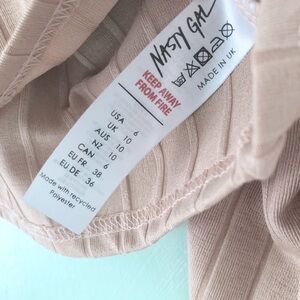 NASTY GAL
MADE IN UK
KEEP AWAY
FROM FIRE
USA 6
UK 10
AUS 10
NZ 10
CAN 6
EU FR 38
EU DE 36
Made with recycled
Polyester